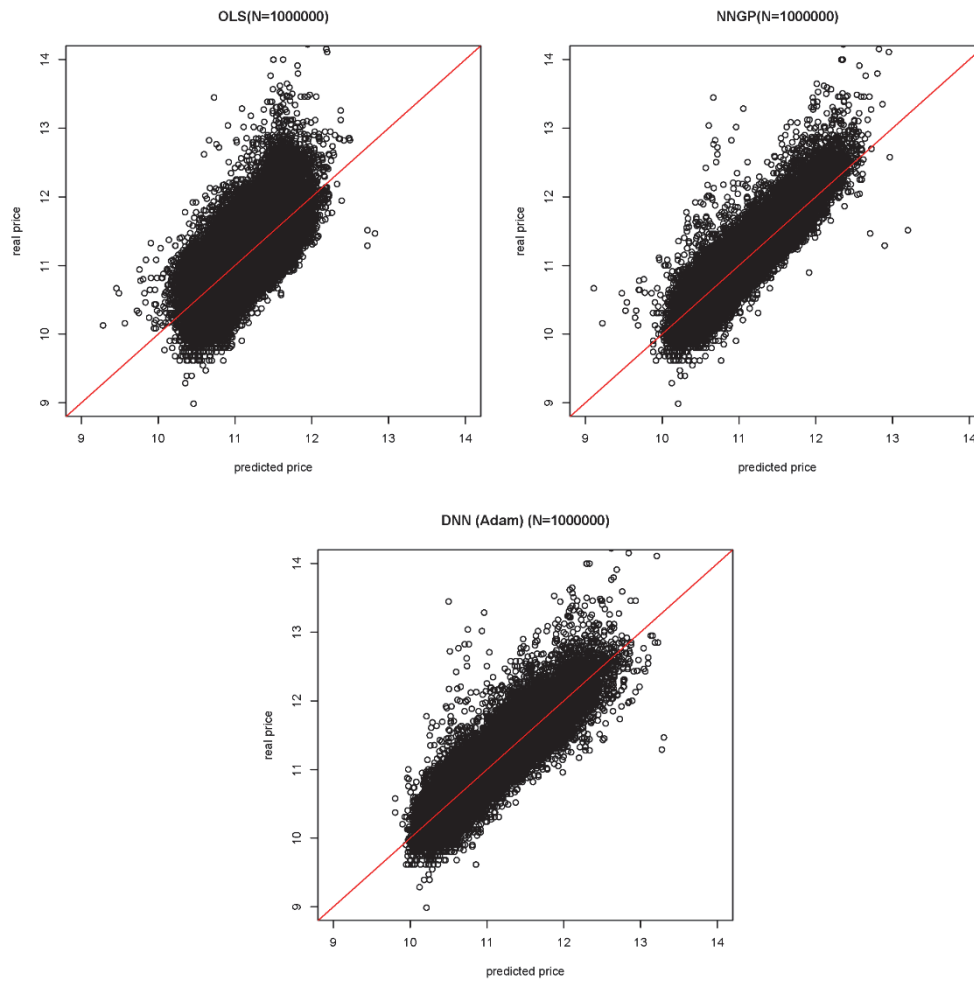 OLS(N=1000000)
real price
14
13
12
11
10
9
9 10 11 12 13 14
predicted price
NNGP(N=1000000)
real price
14
13
12
11
10
9
9 10 11 12 13 14
predicted price
DNN (Adam) (N=1000000)
real price
14
13
12
11
10
9
9 10 11 12 13 14
predicted price